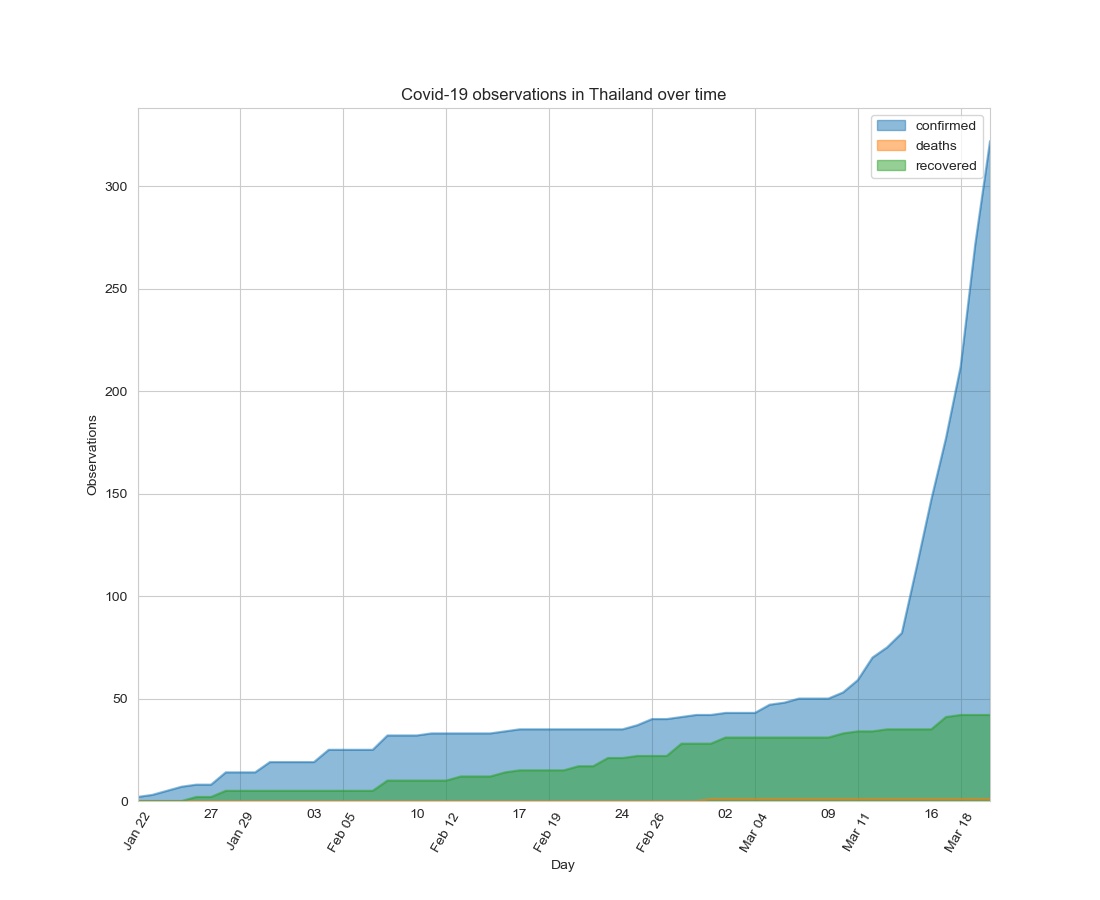 Covid-19 observations in Thailand over time
confirmed
deaths
recovered
300
250
200
150
100
50
0
Observations
27
03
10
17
24
02
09
16
Jan 22
Jan 29
Feb 05
Feb 12
Feb 19
Feb 26
Mar 04
Mar 11
Mar 18
Day